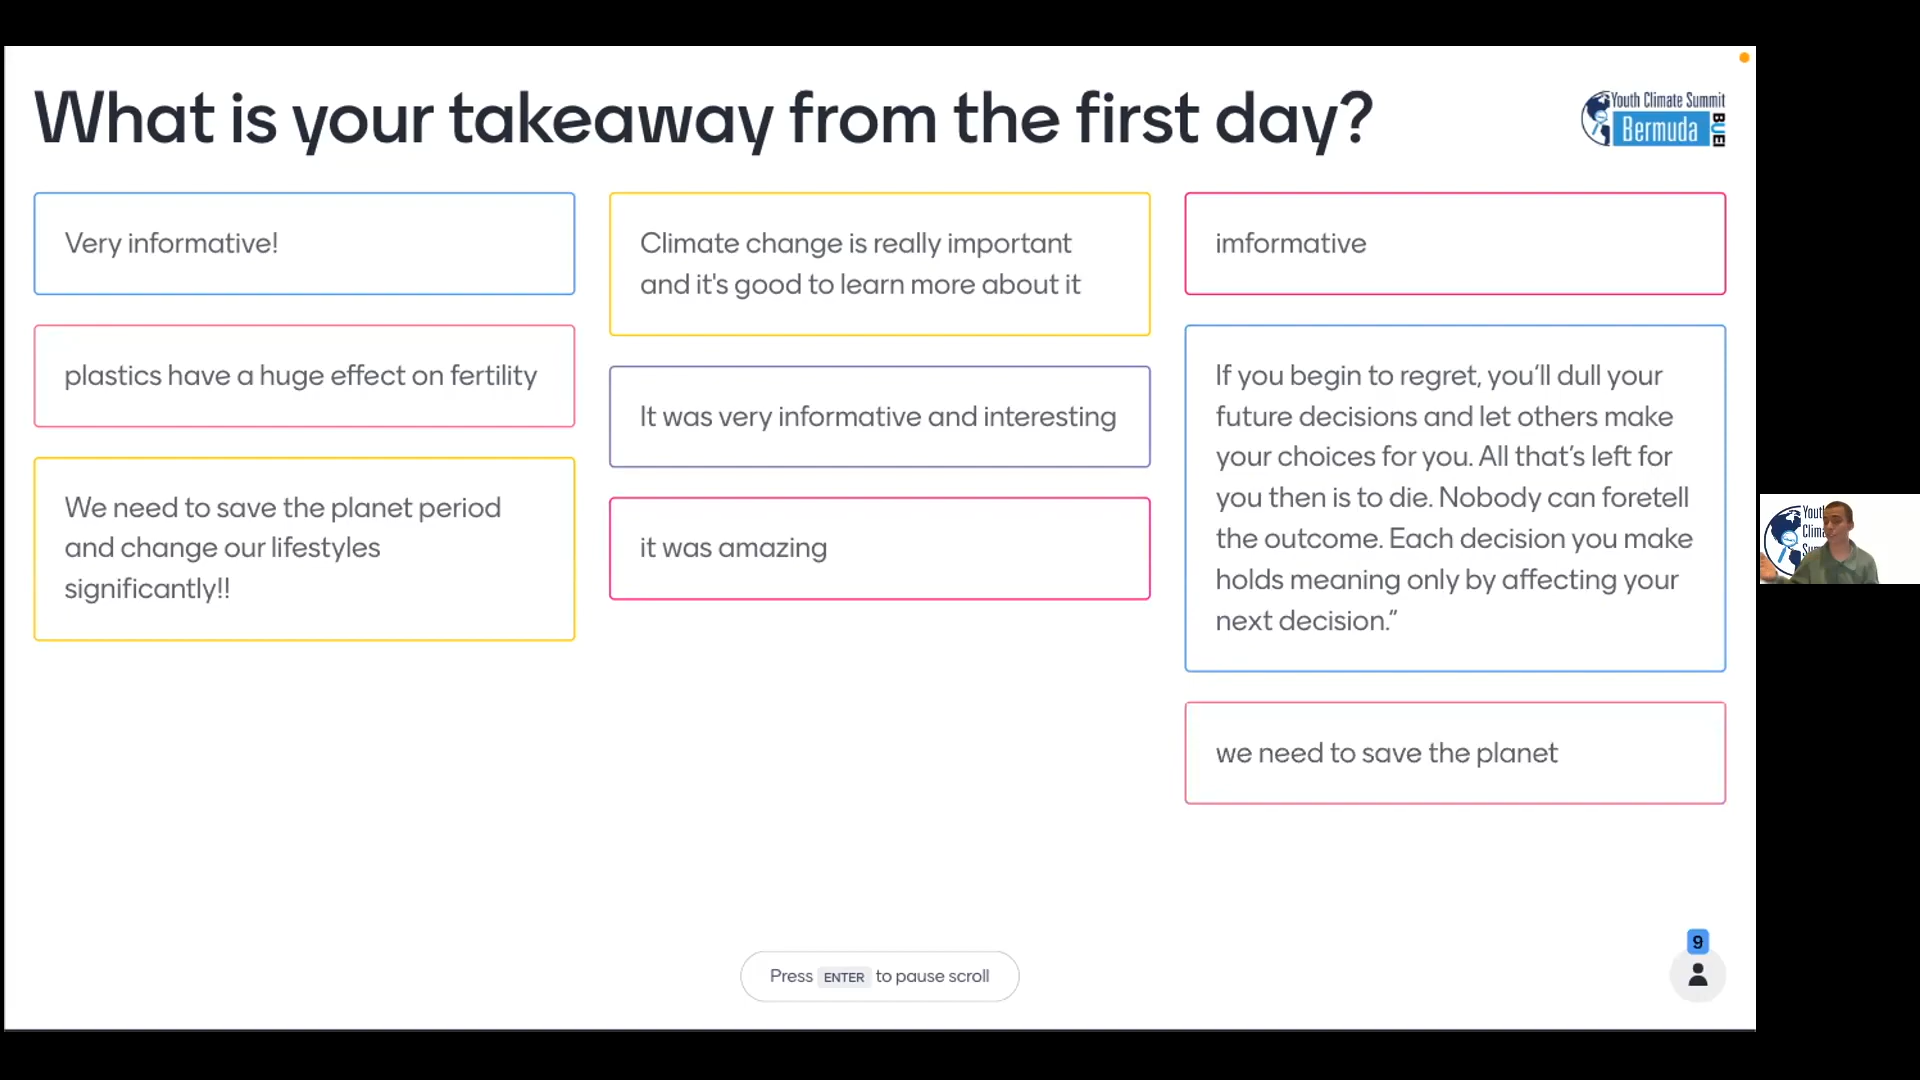 What is your takeaway from the first day?
Youth Climate Summit
Bermuda
BUEI
Very informative!
plastics have a huge effect on fertility
We need to save the planet period
and change our lifestyles
significantly!!
Climate change is really important
and it's good to learn more about it
It was very informative and interesting
it was amazing
imformative
If you begin to regret, you’ll dull your
future decisions and let others make
your choices for you. All that’s left for
you then is to die. Nobody can foretell
the outcome. Each decision you make
holds meaning only by affecting your
next decision.”
we need to save the planet
Press ENTER to pause scroll
9